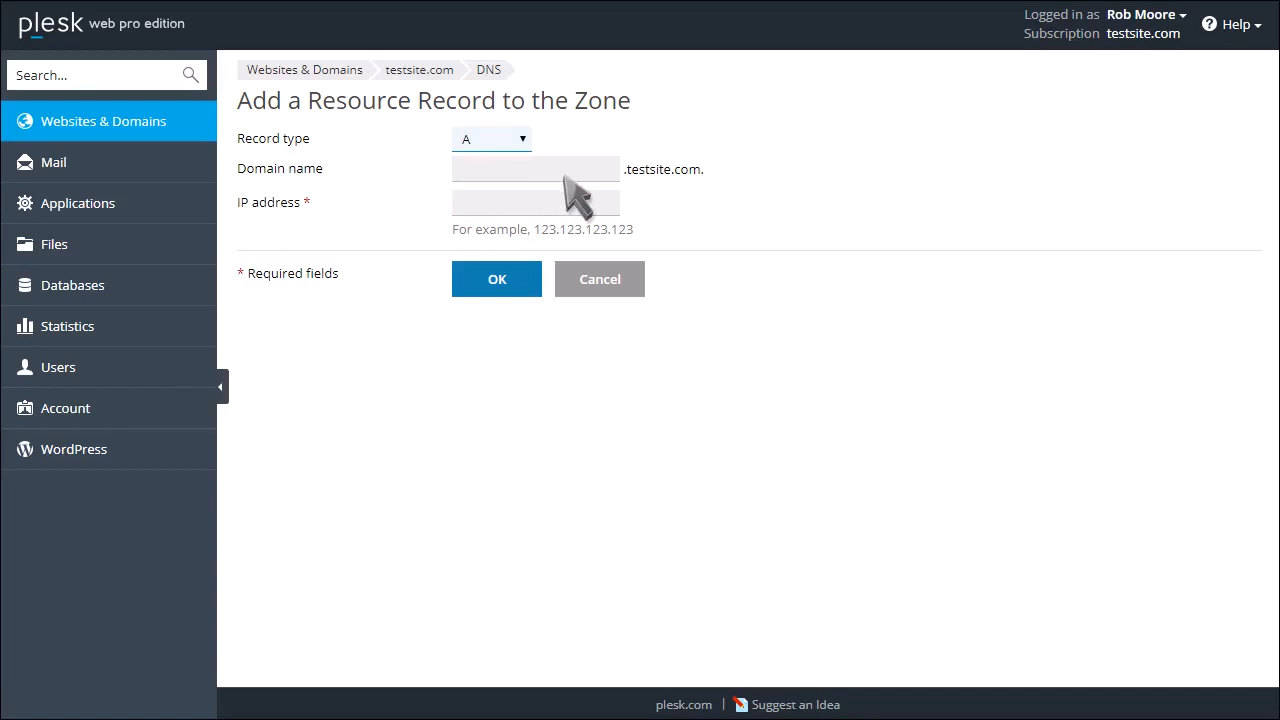 plesk web pro edition
Logged in as Rob Moore
Subscription testsite.com
Help
Search...
Websites & Domains
Mail
Applications
Files
Databases
Statistics
Users
Account
WordPress
Websites & Domains testsite.com DNS
Add a Resource Record to the Zone
Record type A
Domain name .testsite.com.
IP address *
For example, 123.123.123.123
* Required fields OK Cancel
plesk.com | Suggest an Idea